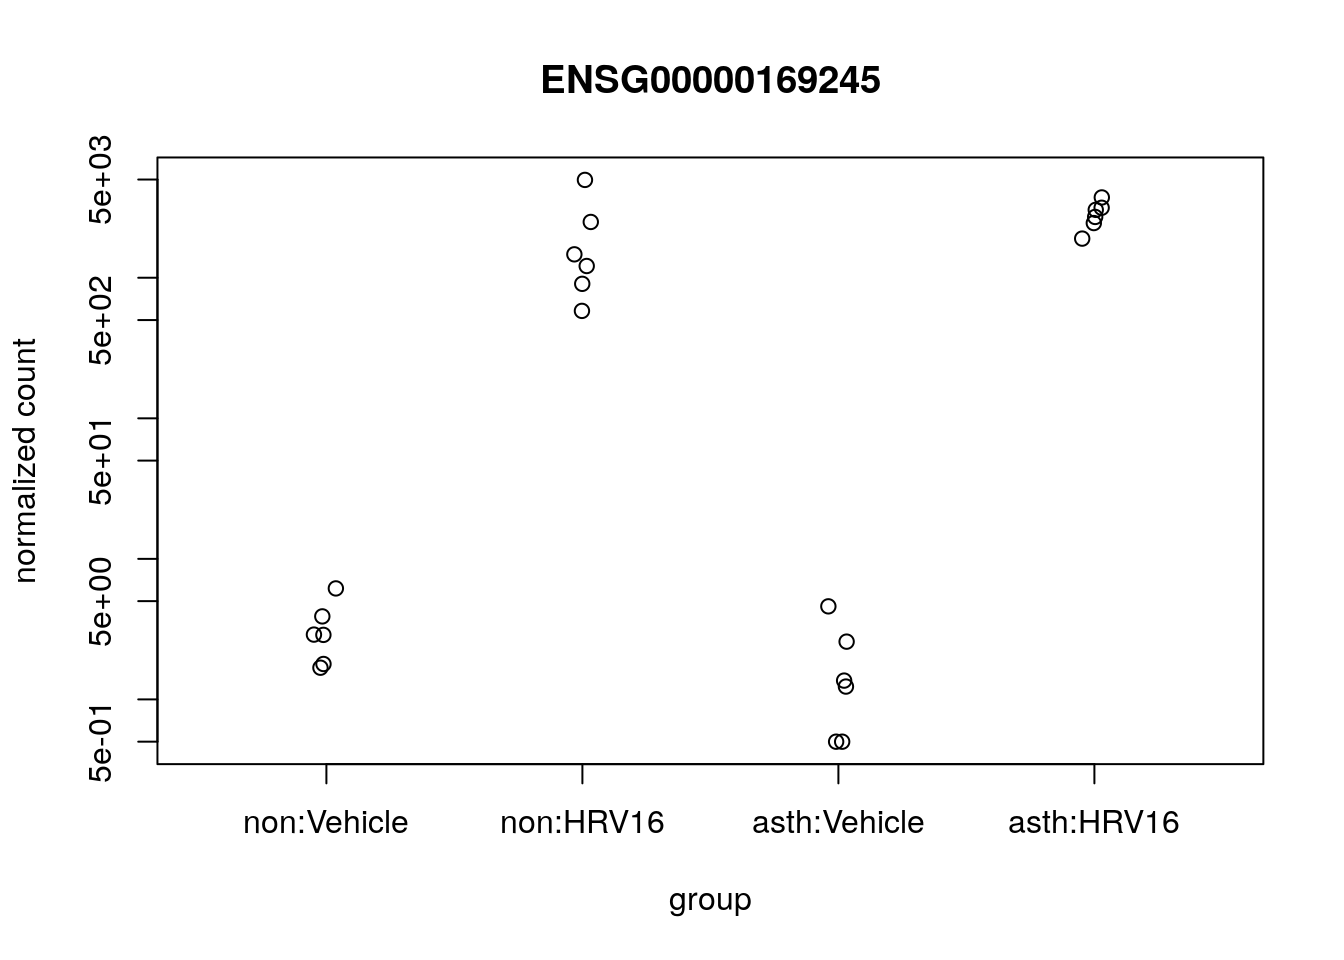 ENSG00000169245
normalized count
5e+03
5e+02
5e+01
5e+00
5e-01
non:Vehicle non:HRV16 asth:Vehicle asth:HRV16
group